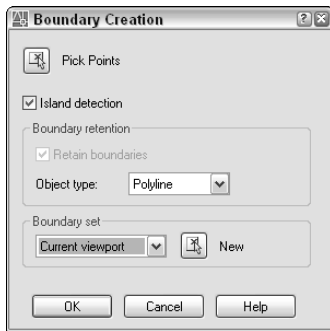 Boundary Creation
Pick Points
Island detection
Boundary retention
Retain boundaries
Object type:
Polyline
Boundary set
Current viewport
New
OK
Cancel
Help